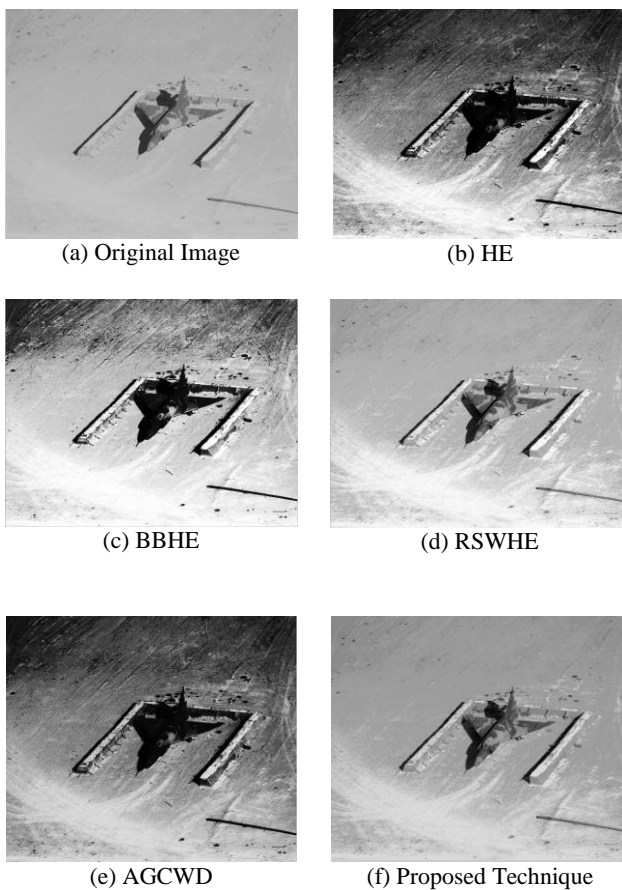 (a) Original Image
(b) HE
(c) BBHE
(d) RSWHE
(e) AGCWD
(f) Proposed Technique